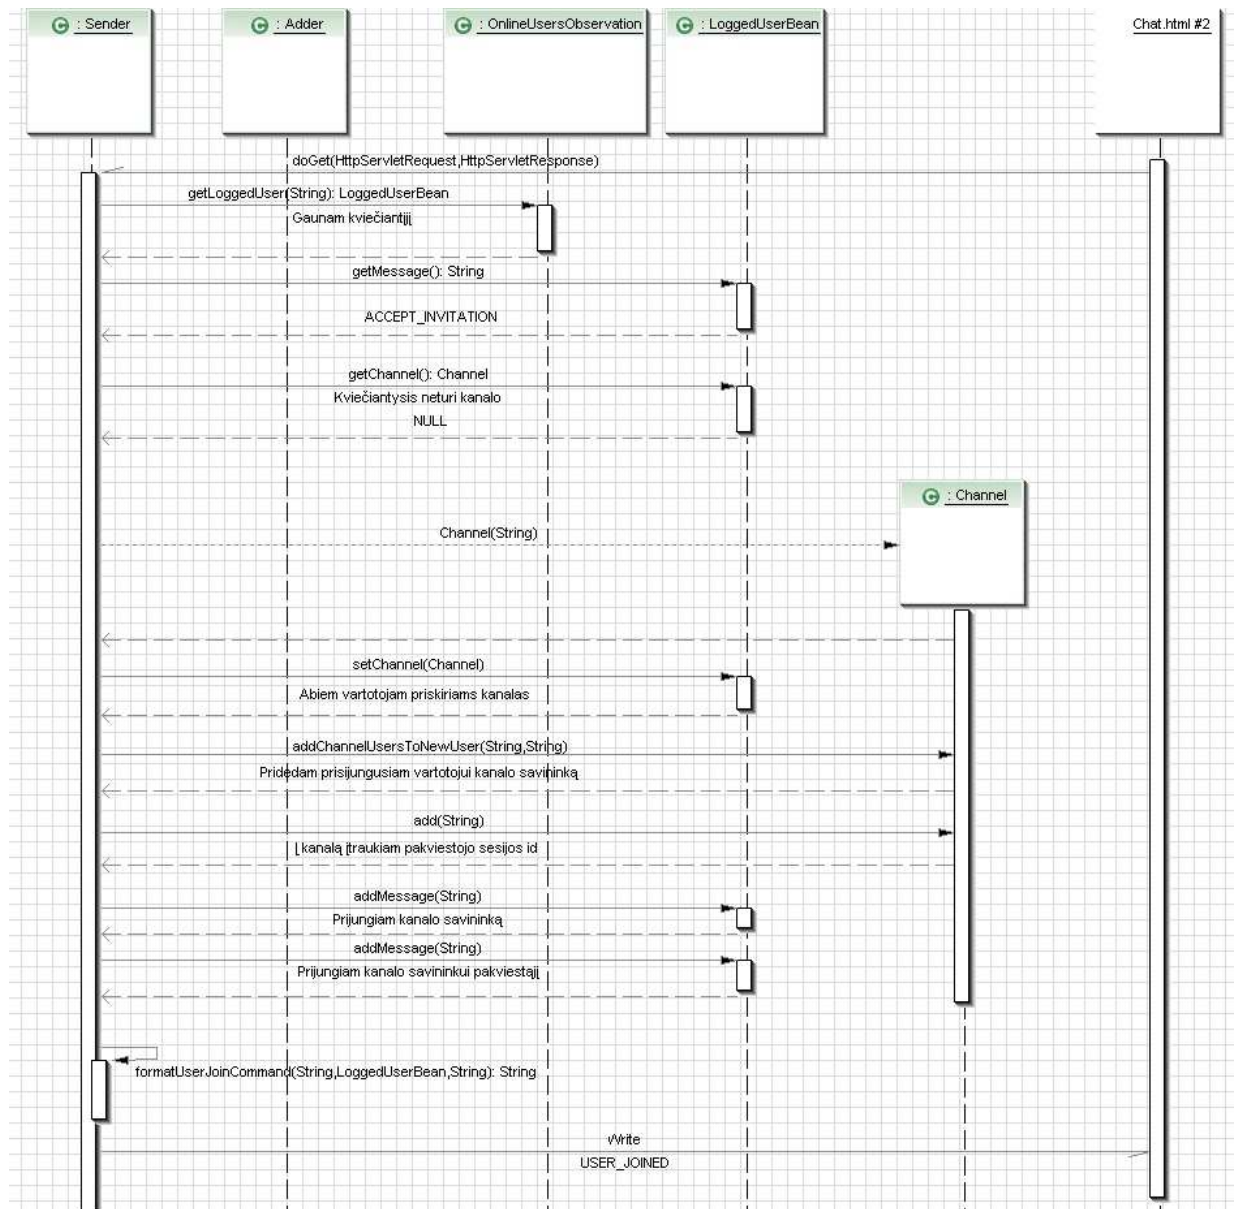 C : Sender
C : Adder
C : OnlineUsersObservation
C : LoggedUserBean
Chat.html #2
doGet(HttpServletRequest,HttpServletResponse)
getLoggedUser(String): LoggedUserBean
Gaunam kviečiantįjį
getMessage(): String
ACCEPT_INVITATION
getChannel(): Channel
Kviečiantysis neturi kanalo
NULL
C : Channel
Channel(String)
setChannel(Channel)
Abiem vartotojam priskiriams kanalas
addChannelUsersToNewUser(String,String)
Pridedam prisijungusiam vartotojui kanalo savininką
add(String)
Į kanalą įtraukiam pakviestojo sesijos id
addMessage(String)
Prijungiam kanalo savininką
addMessage(String)
Prijungiam kanalo savininkui pakviestąjį
formatUserJoinCommand(String,LoggedUserBean,String): String
Write
USER_JOINED